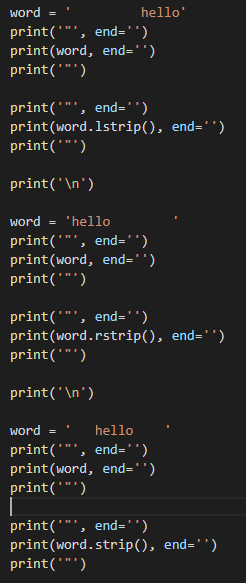 word = '         hello'
print('"', end='')
print(word, end='')
print('"')

print('"', end='')
print(word.lstrip(), end='')
print('"')

print('\n')

word = 'hello        '
print('"', end='')
print(word, end='')
print('"')

print('"', end='')
print(word.rstrip(), end='')
print('"')

print('\n')

word = '   hello    '
print('"', end='')
print(word, end='')
print('"')

print('"', end='')
print(word.strip(), end='')
print('"')